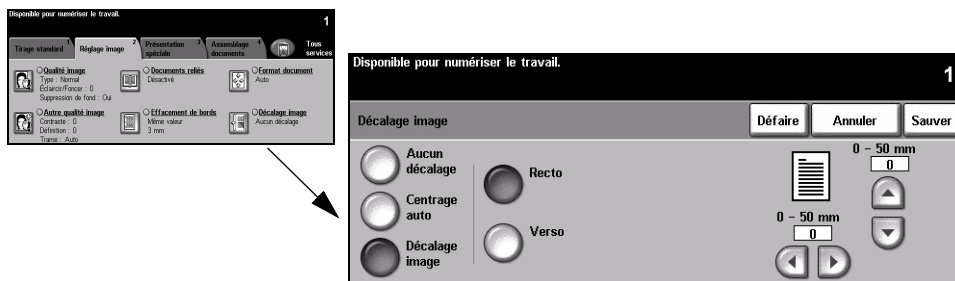 Disponible pour numériser le travail.
1
Tirage standard 1
Réglage image 2
Présentation spéciale 3
Assemblage documents 4
Tous services
Qualité image
Type : Normal
Éclaircir/Foncer : 0
Suppression de fond : Oui
Documents reliés
Désactivé
Format document
Auto
Autre qualité image
Contraste : 0
Définition : 0
Trame : Auto
Effacement de bords
Même valeur
3 mm
Décalage image
Aucun décalage
Disponible pour numériser le travail.
1
Décalage image
Défaire
Annuler
Sauver
Aucun
décalage
Centrage
auto
Décalage
image
Recto
Verso
0 - 50 mm
0
0 - 50 mm
0